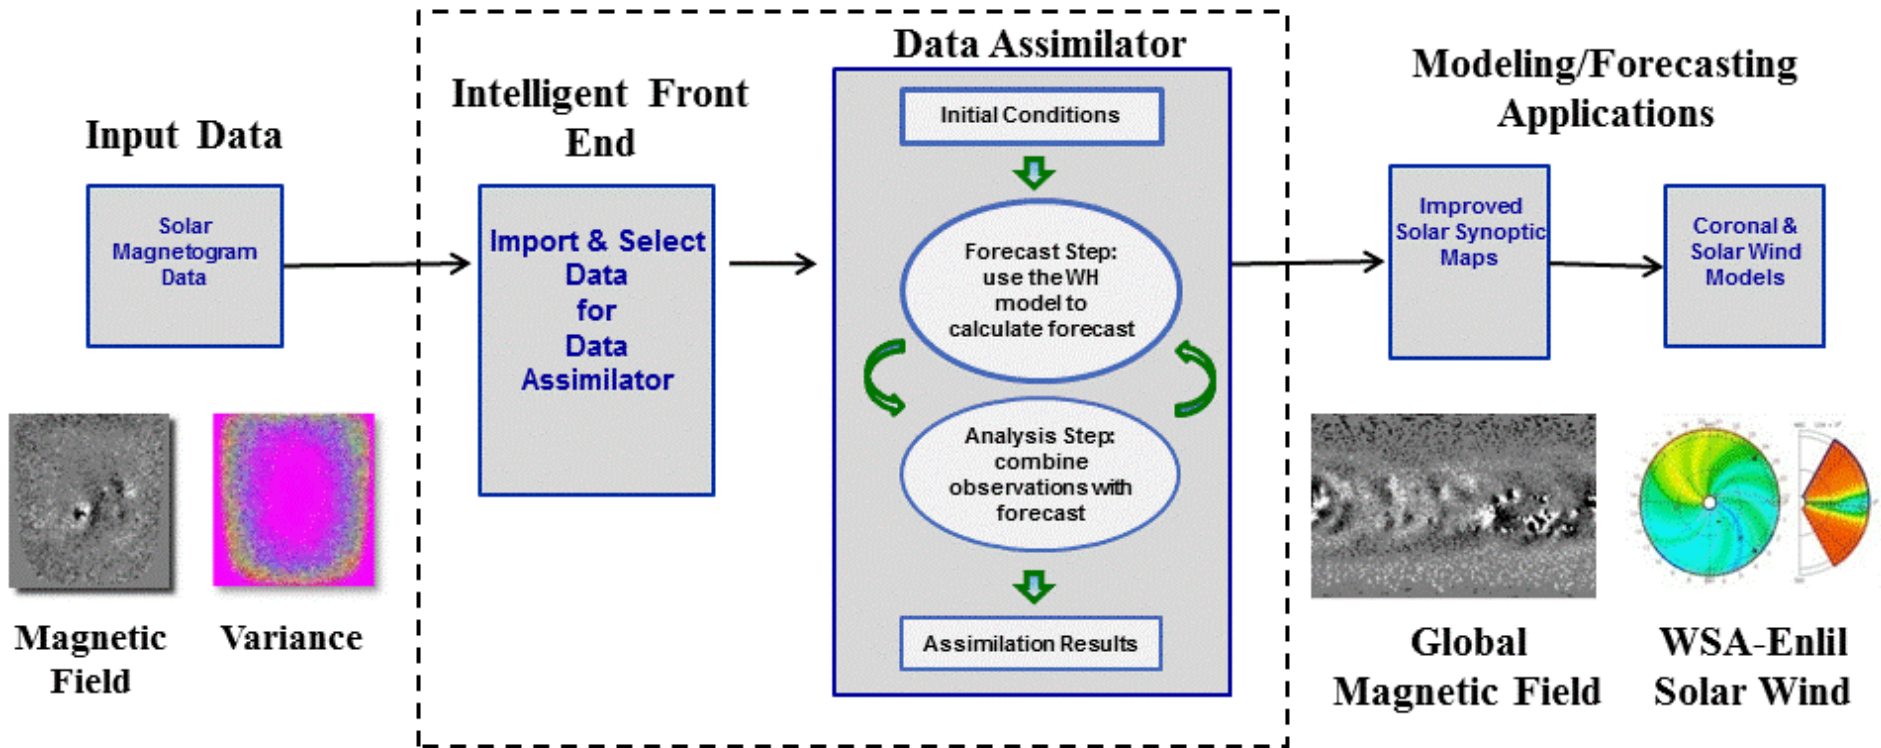 Input Data
Solar
Magnetogram
Data
Magnetic
Field
Variance
Intelligent Front
End
Import & Select
Data
for
Data
Assimilator
Data Assimilator
Initial Conditions
Forecast Step:
use the WH
model to
calculate forecast
Analysis Step:
combine
observations with
forecast
Assimilation Results
Modeling/Forecasting
Applications
Improved
Solar Synoptic
Maps
Coronal &
Solar Wind
Models
Global
Magnetic Field
WSA-Enlil
Solar Wind